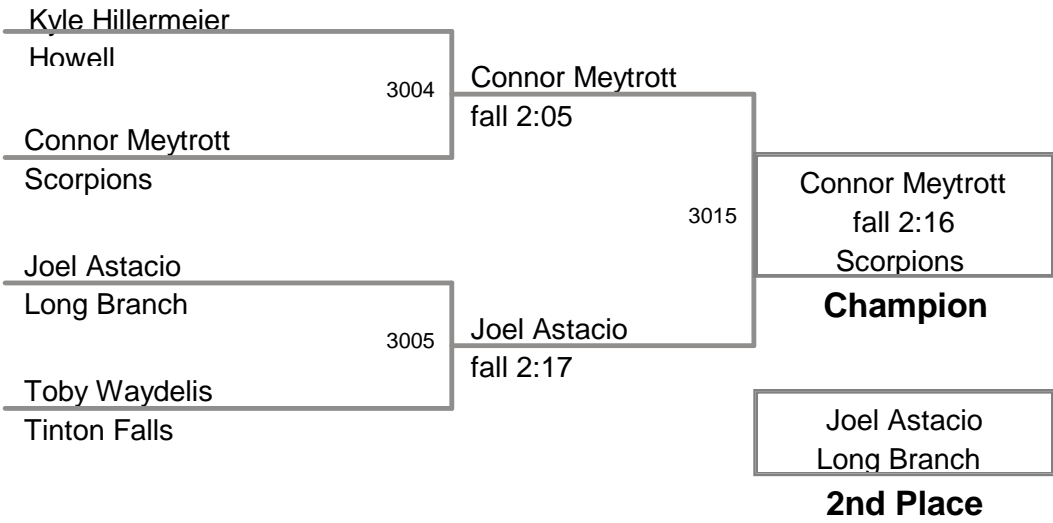 Kyle Hillermeier
Howell
3004
Connor Meytrott
fall 2:05
Connor Meytrott
Scorpions
3015
Connor Meytrott
fall 2:16
Scorpions
Champion
Joel Astacio
Long Branch
3005
Joel Astacio
fall 2:17
Toby Waydelis
Tinton Falls
Joel Astacio
Long Branch
2nd Place